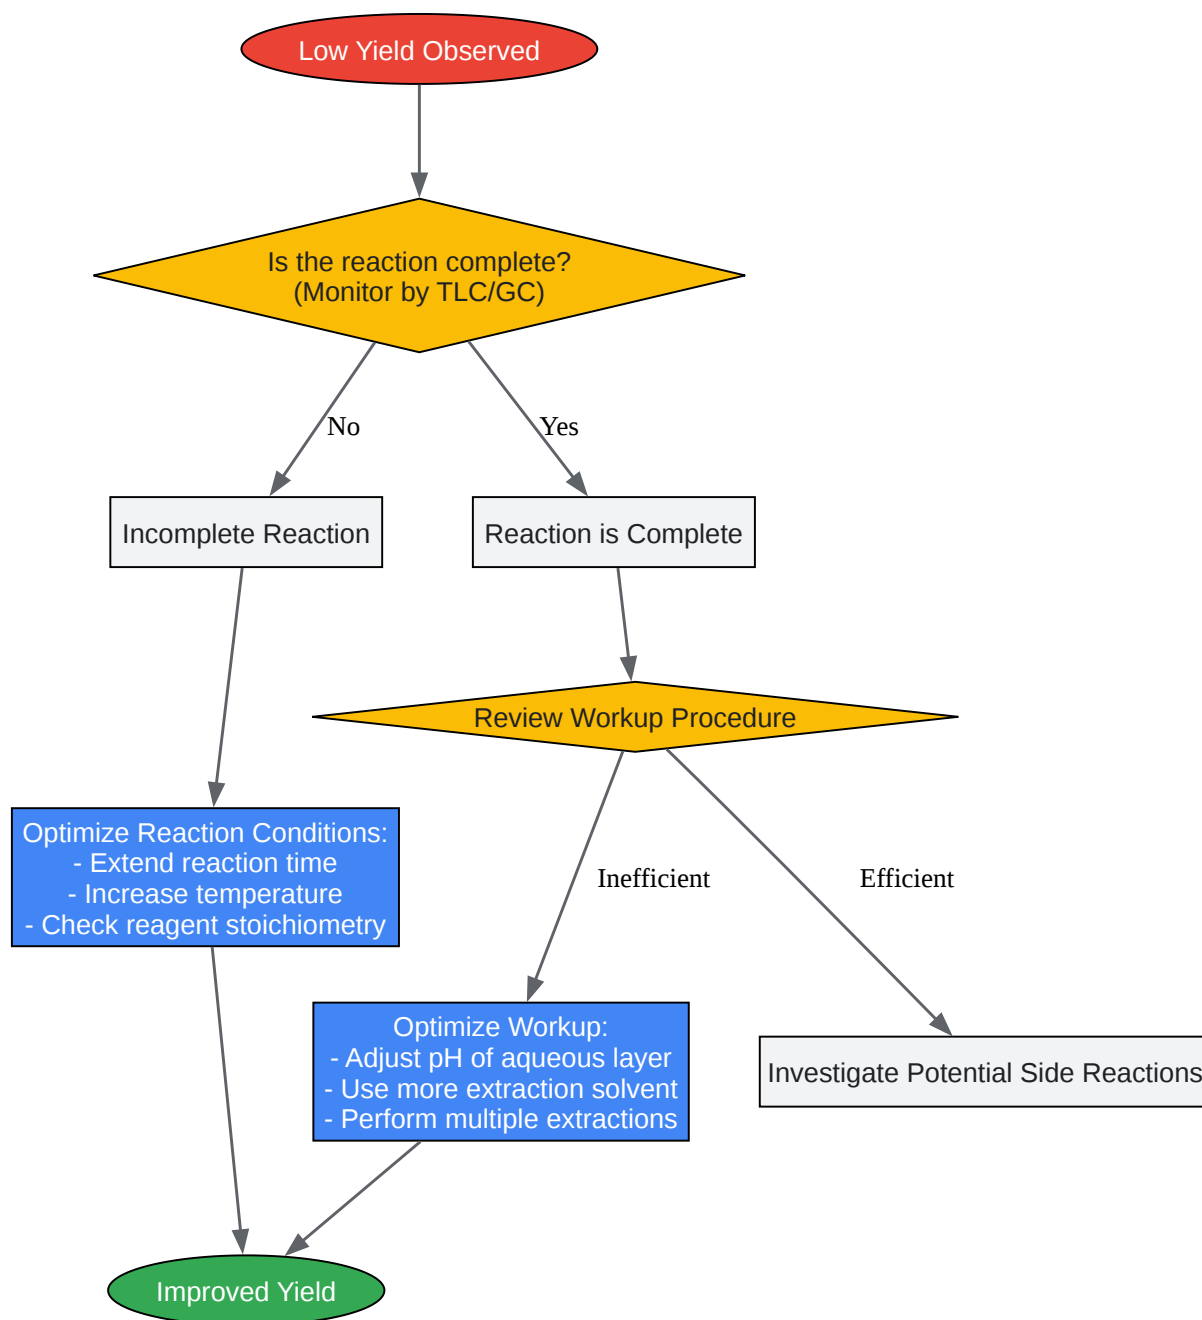 Low Yield Observed
Is the reaction complete?
(Monitor by TLC/GC)
No
Yes
Incomplete Reaction
Reaction is Complete
Review Workup Procedure
Optimize Reaction Conditions:
- Extend reaction time
- Increase temperature
- Check reagent stoichiometry
Inefficient
Efficient
Optimize Workup:
- Adjust pH of aqueous layer
- Use more extraction solvent
- Perform multiple extractions
Investigate Potential Side Reactions
Improved Yield